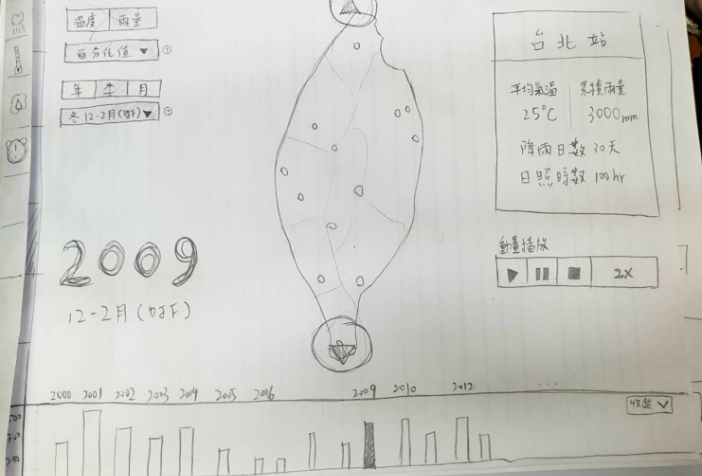 溫度 雨量
百分化值
年 季 月
冬 12-2月(DJF)
2009
12-2月(DJF)
台北站
平均氣溫 累積雨量
25°C 3000mm
降雨日數 30天
日照時數 100hr
動畫播放
2X
2000 2001 2002 2003 2004 2005 2006 2009 2010 2012 ...
收起